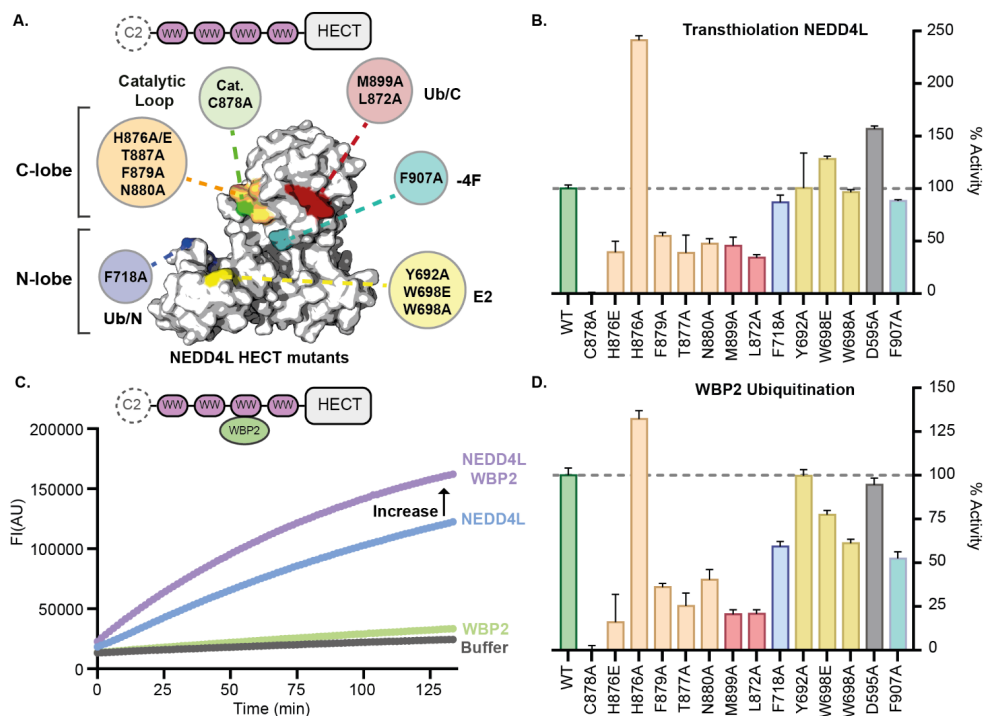 A.
C2 WW WW WW WW HECT
Catalytic
Loop
Cat.
C878A
M899A
L872A
Ub/C
C-lobe
H876A/E
T887A
F879A
N880A
F907A
-4F
N-lobe
F718A
Ub/N
Y692A
W698E
W698A
E2
NEDD4L HECT mutants
B.
Transthiolation NEDD4L
250
200
150
100
50
0
% Activity
WT
C878A
H876E
H876A
F879A
T877A
N880A
M899A
L872A
F718A
Y692A
W698E
W698A
D595A
F907A
C.
C2 WW WW WW WW HECT
WBP2
200000
150000
100000
50000
0
FI(AU)
NEDD4L
WBP2
Increase
NEDD4L
WBP2
Buffer
0 25 50 75 100 125
Time (min)
D.
WBP2 Ubiquitination
150
125
100
75
50
25
0
% Activity
WT
C878A
H876E
H876A
F879A
T877A
N880A
M899A
L872A
F718A
Y692A
W698E
W698A
D595A
F907A